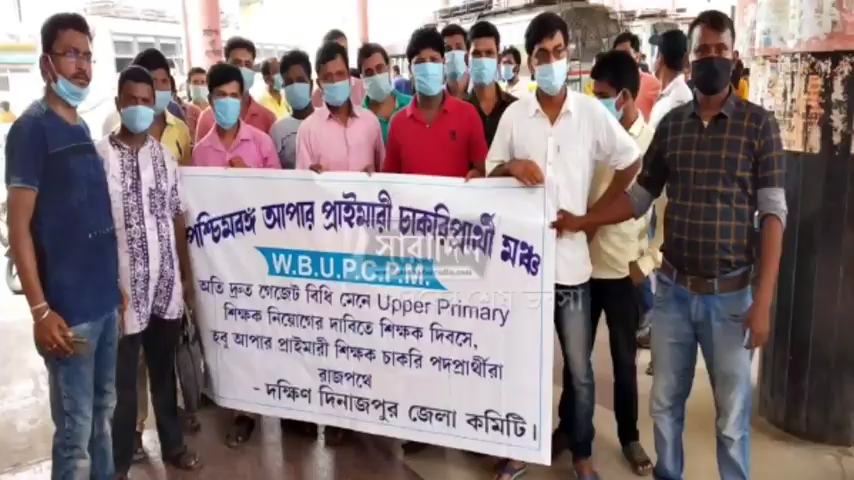 পশ্চিমবঙ্গ আপার প্রাইমারী চাকরিপ্রার্থী মঞ্চ
W.B.U.P.C.P.M.
অতি দ্রুত গেজেট বিধি মেনে Upper Primary
শিক্ষক নিয়োগের দাবিতে শিক্ষক দিবসে,
হবু আপার প্রাইমারী শিক্ষক চাকরি পদপ্রার্থীরা
রাজপথে
- দক্ষিণ দিনাজপুর জেলা কমিটি।
সারাদিন